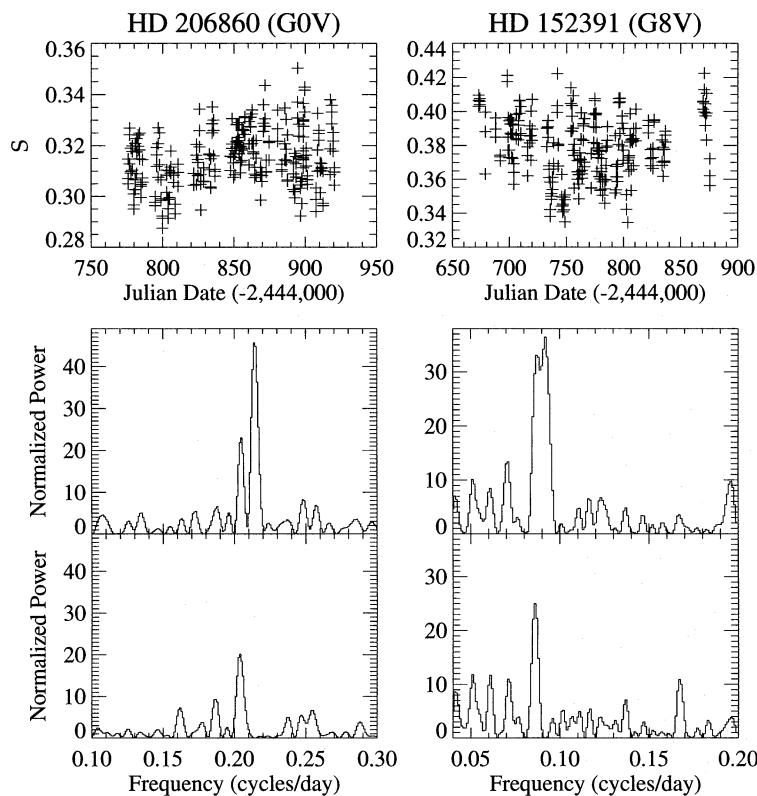 HD 206860 (G0V)
HD 152391 (G8V)
0.36
0.34
0.32
0.30
0.28
S
750 800 850 900 950
Julian Date (-2,444,000)
0.44
0.42
0.40
0.38
0.36
0.34
0.32
650 700 750 800 850 900
Julian Date (-2,444,000)
40
30
20
10
0
Normalized Power
30
20
10
0
40
30
20
10
0
Normalized Power
0.10 0.15 0.20 0.25 0.30
Frequency (cycles/day)
30
20
10
0
0.05 0.10 0.15 0.20
Frequency (cycles/day)